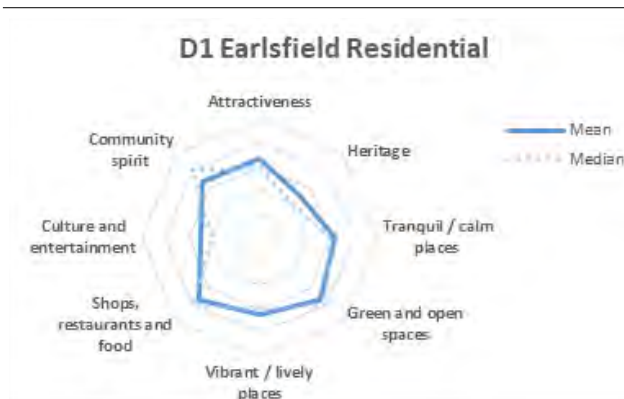 D1 Earlsfield Residential
Attractiveness
Heritage
Tranquil / calm
places
Green and open
spaces
Vibrant / lively
places
Shops,
restaurants and
food
Culture and
entertainment
Community
spirit
Mean
Median